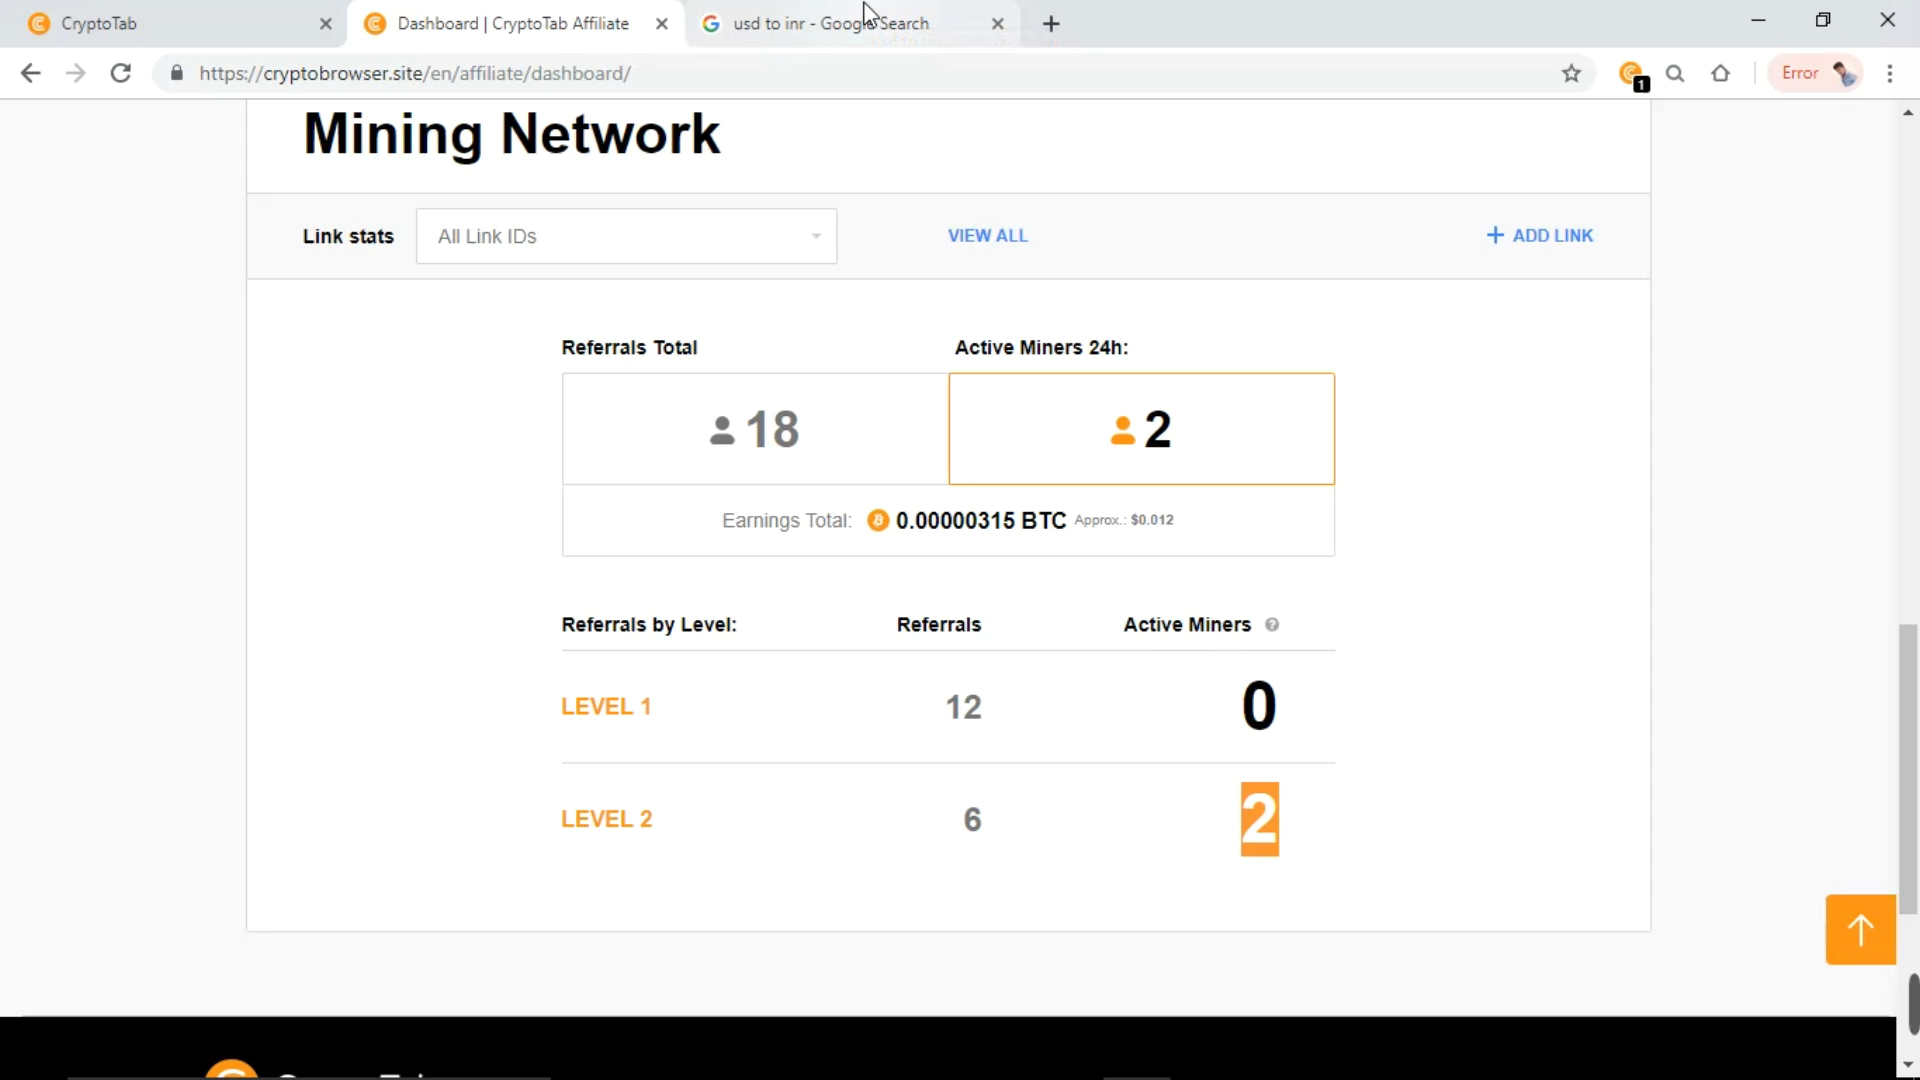 CryptoTab
Dashboard | CryptoTab Affiliate
usd to inr - Google Search
https://cryptobrowser.site/en/affiliate/dashboard/
1
Error
Mining Network
Link stats
All Link IDs
VIEW ALL
+ ADD LINK
Referrals Total
Active Miners 24h:
18
2
Earnings Total: 0.00000315 BTC Approx.: $0.012
Referrals by Level:
Referrals
Active Miners ?
LEVEL 1
12
0
LEVEL 2
6
2